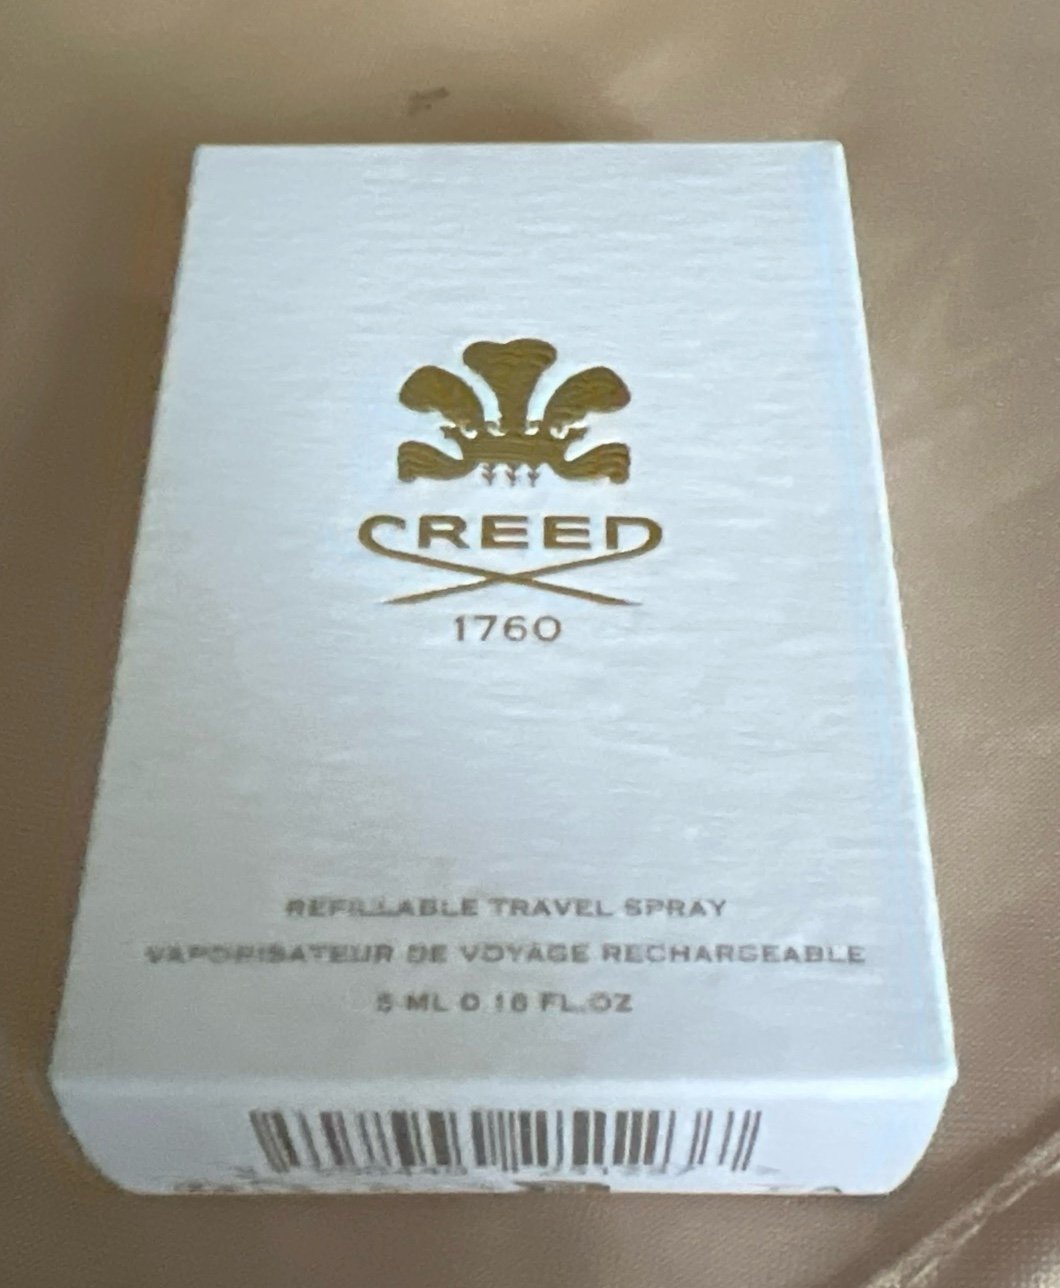 CREED
1760
REFILLABLE TRAVEL SPRAY
VAPORISATEUR DE VOYAGE RECHARGEABLE
5 ML 0.16 FL.OZ